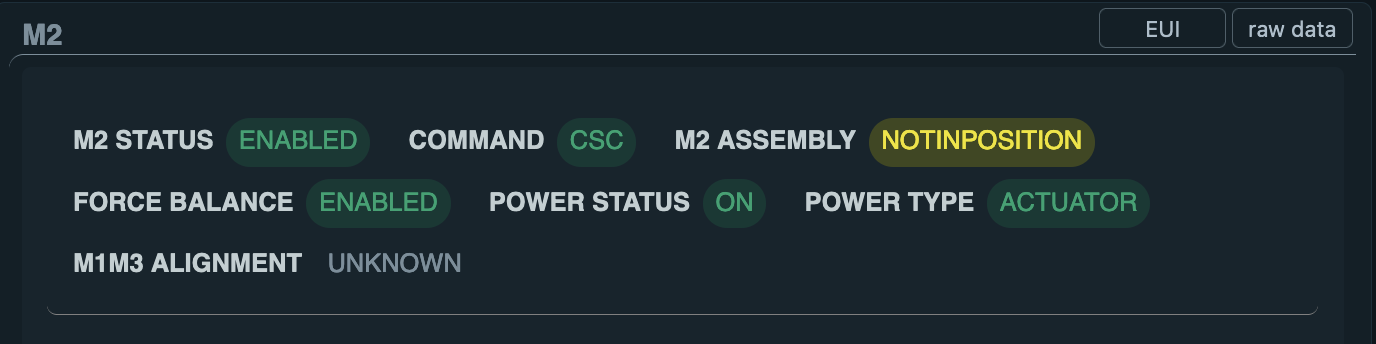 M2
EUI
raw data
M2 STATUS ENABLED COMMAND CSC M2 ASSEMBLY NOTINPOSITION
FORCE BALANCE ENABLED POWER STATUS ON POWER TYPE ACTUATOR
M1M3 ALIGNMENT UNKNOWN